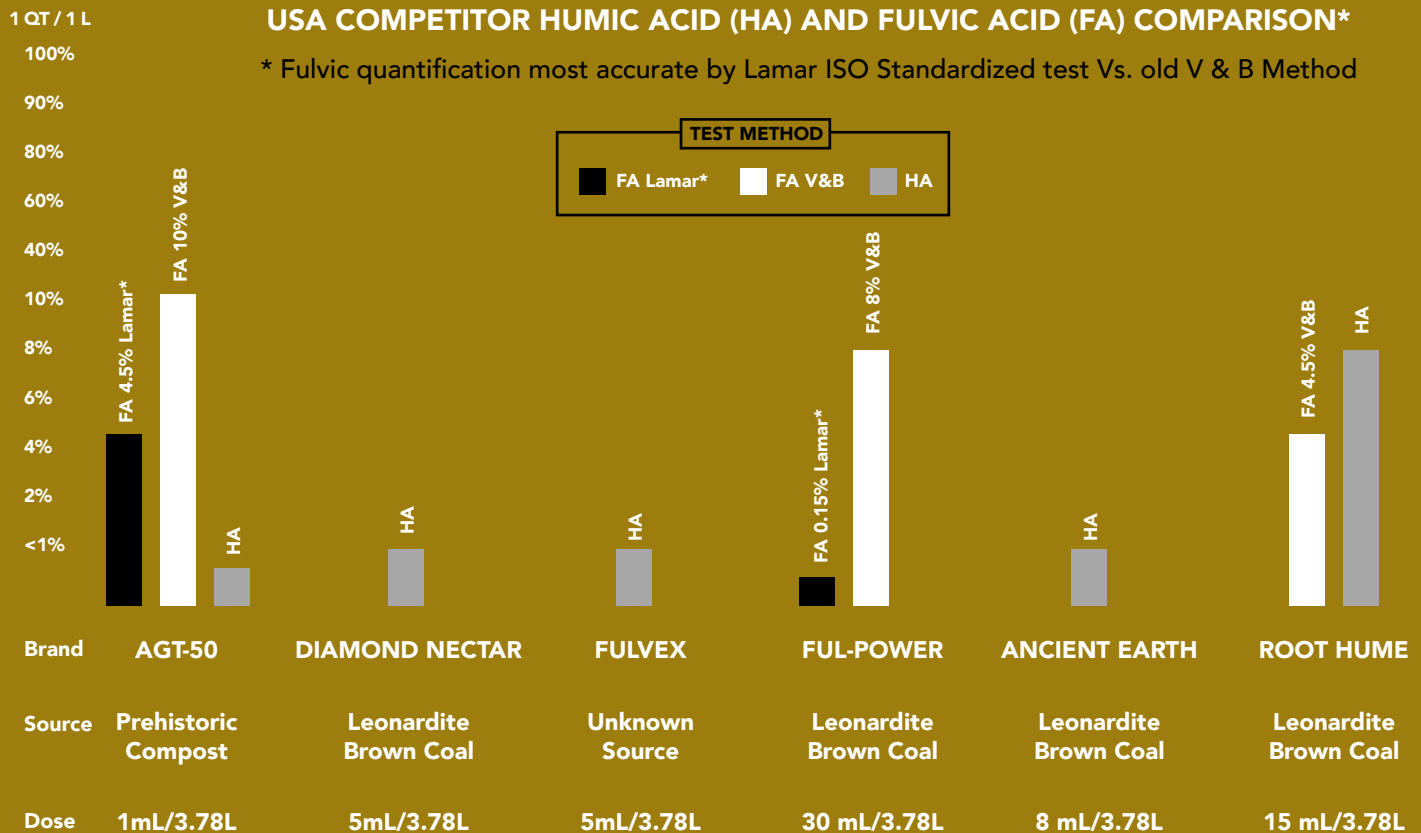 1 QT / 1 L
USA COMPETITOR HUMIC ACID (HA) AND FULVIC ACID (FA) COMPARISON*
* Fulvic quantification most accurate by Lamar ISO Standardized test Vs. old V & B Method
100%
90%
80%
60%
40%
10%
8%
6%
4%
2%
<1%
TEST METHOD
FA Lamar*
FA V&B
HA
FA 4.5% Lamar*
FA 10% V&B
HA
HA
HA
FA 0.15% Lamar*
FA 8% V&B
HA
FA 4.5% V&B
HA
Brand
AGT-50
DIAMOND NECTAR
FULVEX
FUL-POWER
ANCIENT EARTH
ROOT HUME
Source
Prehistoric
Compost
Leonardite
Brown Coal
Unknown
Source
Leonardite
Brown Coal
Leonardite
Brown Coal
Leonardite
Brown Coal
Dose
1mL/3.78L
5mL/3.78L
5mL/3.78L
30 mL/3.78L
8 mL/3.78L
15 mL/3.78L